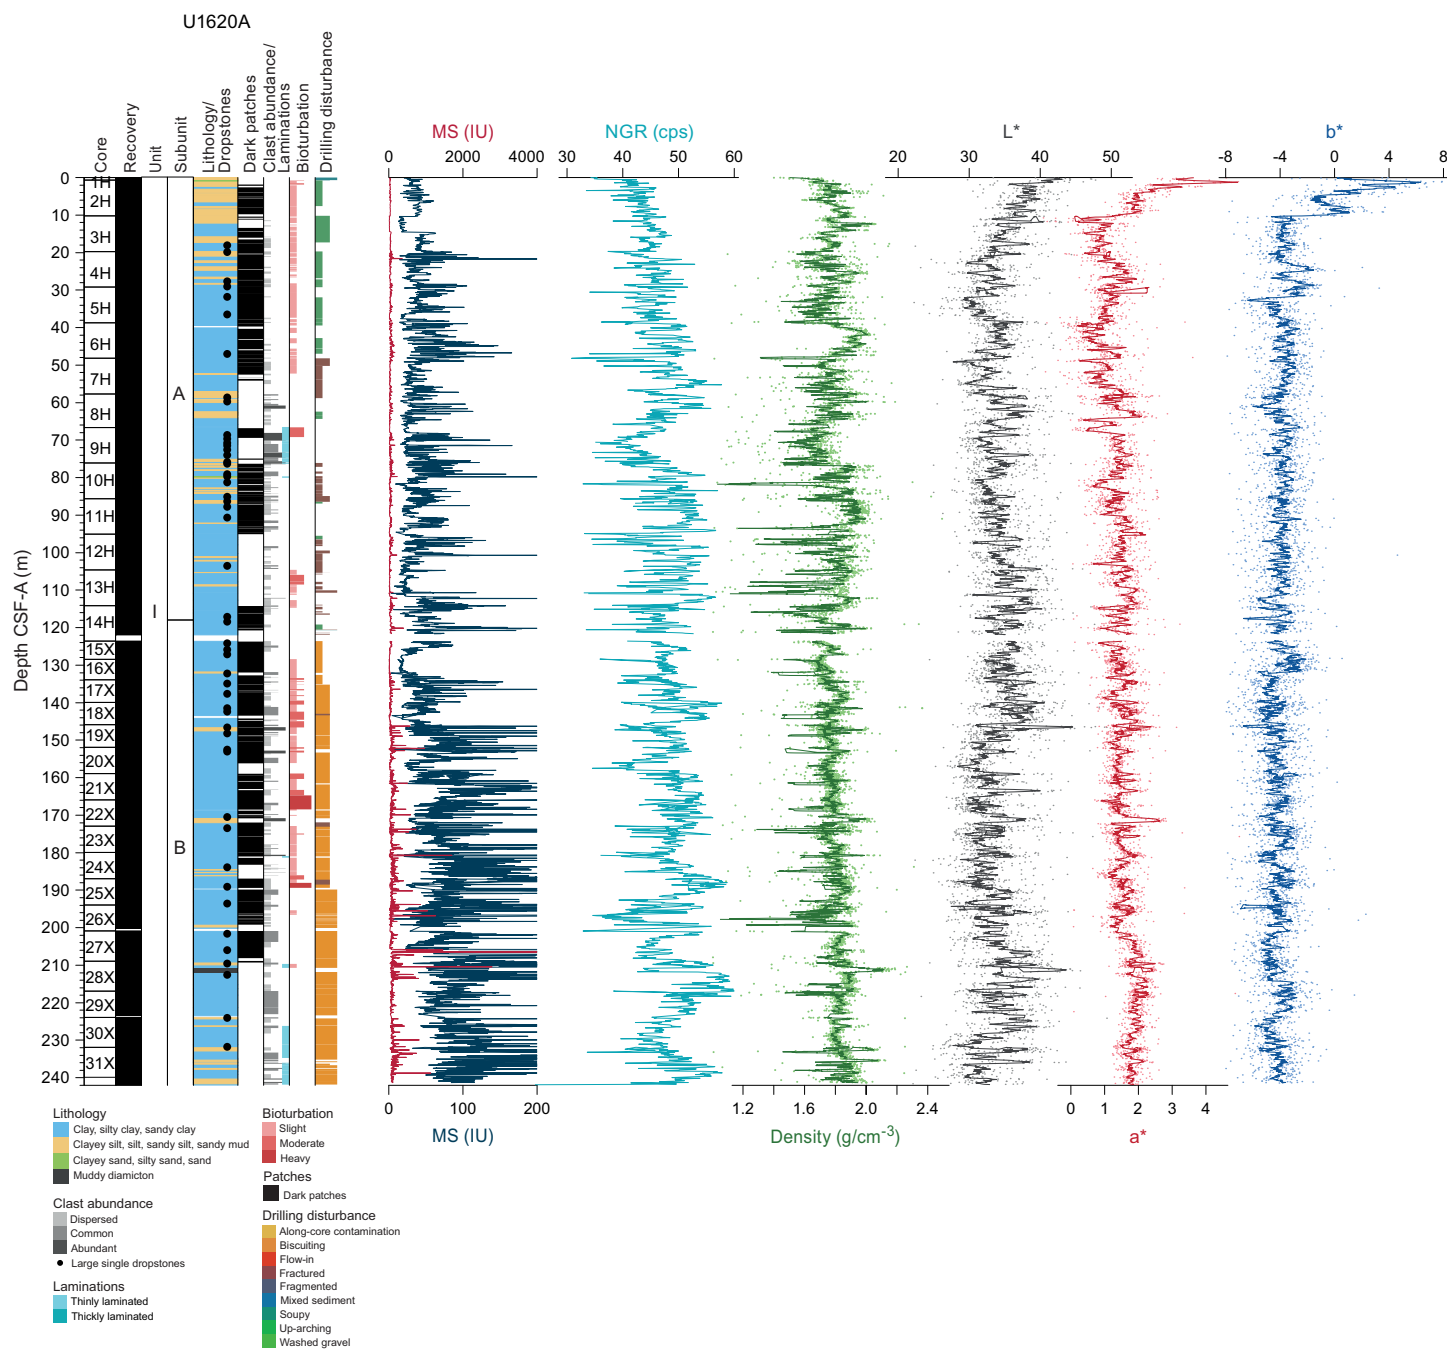 U1620A
Core
Recovery
Unit
Subunit
Lithology/
Dropstones
Dark patches
Clast abundance/
Laminations
Bioturbation
Drilling disturbance
MS (IU)
NGR (cps)
L*
b*
0 2000 4000
30 40 50 60
20 30 40 50
-8 -4 0 4 8
Depth CSF-A (m)
0
10
20
30
40
50
60
70
80
90
100
110
120
130
140
150
160
170
180
190
200
210
220
230
240
1H
2H
3H
4H
5H
6H
7H
8H
9H
10H
11H
12H
13H
14H
15X
16X
17X
18X
19X
20X
21X
22X
23X
24X
25X
26X
27X
28X
29X
30X
31X
I
A
B
0 100 200
1.2 1.6 2.0 2.4
0 1 2 3 4
MS (IU)
Density (g/cm-3)
a*
Lithology
Clay, silty clay, sandy clay
Clayey silt, silt, sandy silt, sandy mud
Clayey sand, silty sand, sand
Muddy diamicton
Clast abundance
Dispersed
Common
Abundant
Large single dropstones
Laminations
Thinly laminated
Thickly laminated
Bioturbation
Slight
Moderate
Heavy
Patches
Dark patches
Drilling disturbance
Along-core contamination
Biscuiting
Flow-in
Fractured
Fragmented
Mixed sediment
Soupy
Up-arching
Washed gravel